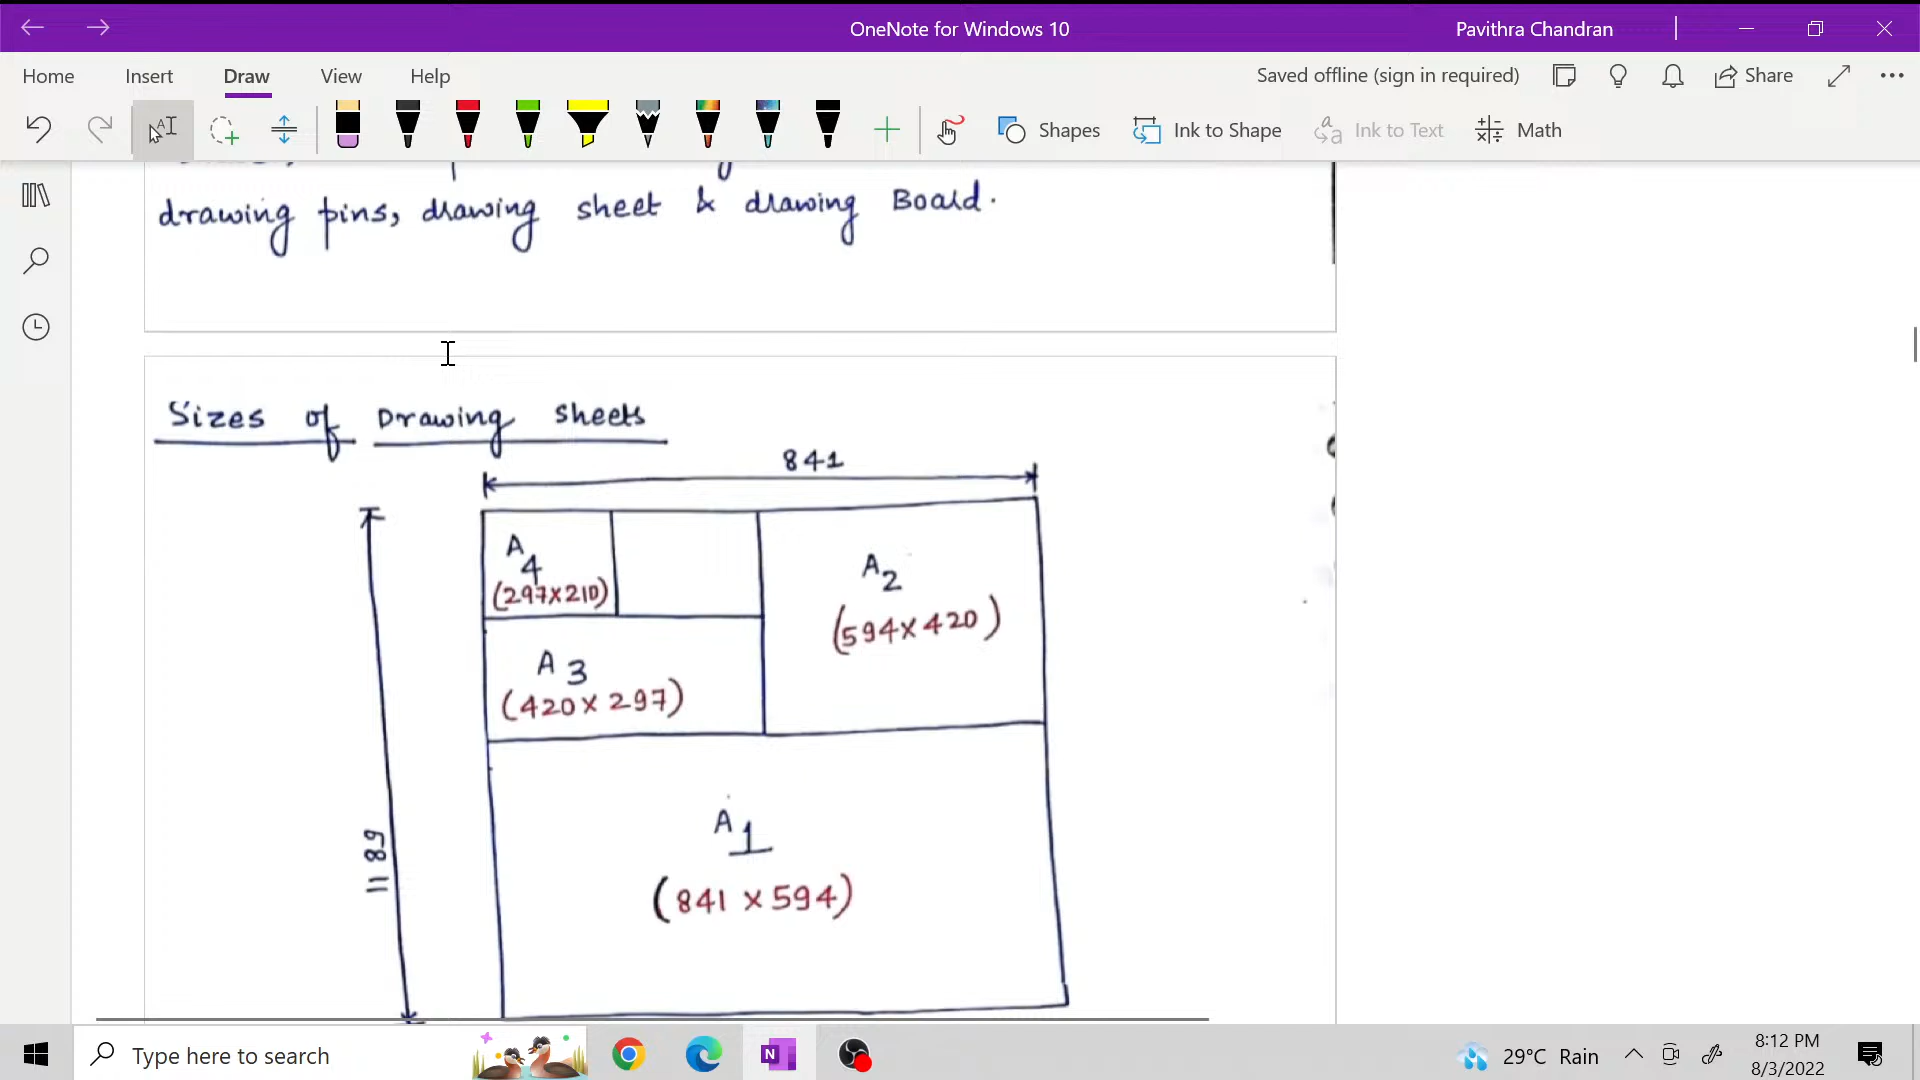 OneNote for Windows 10
Pavithra Chandran
Home Insert Draw View Help
Saved offline (sign in required)
Share
Shapes
Ink to Shape
Ink to Text
Math
drawing pins, drawing sheet & drawing Board.
Sizes of Drawing sheets
841
A4
(297x210)
A2
(594x420)
A3
(420x297)
1189
A1
(841x594)
Type here to search
29°C Rain
8:12 PM
8/3/2022